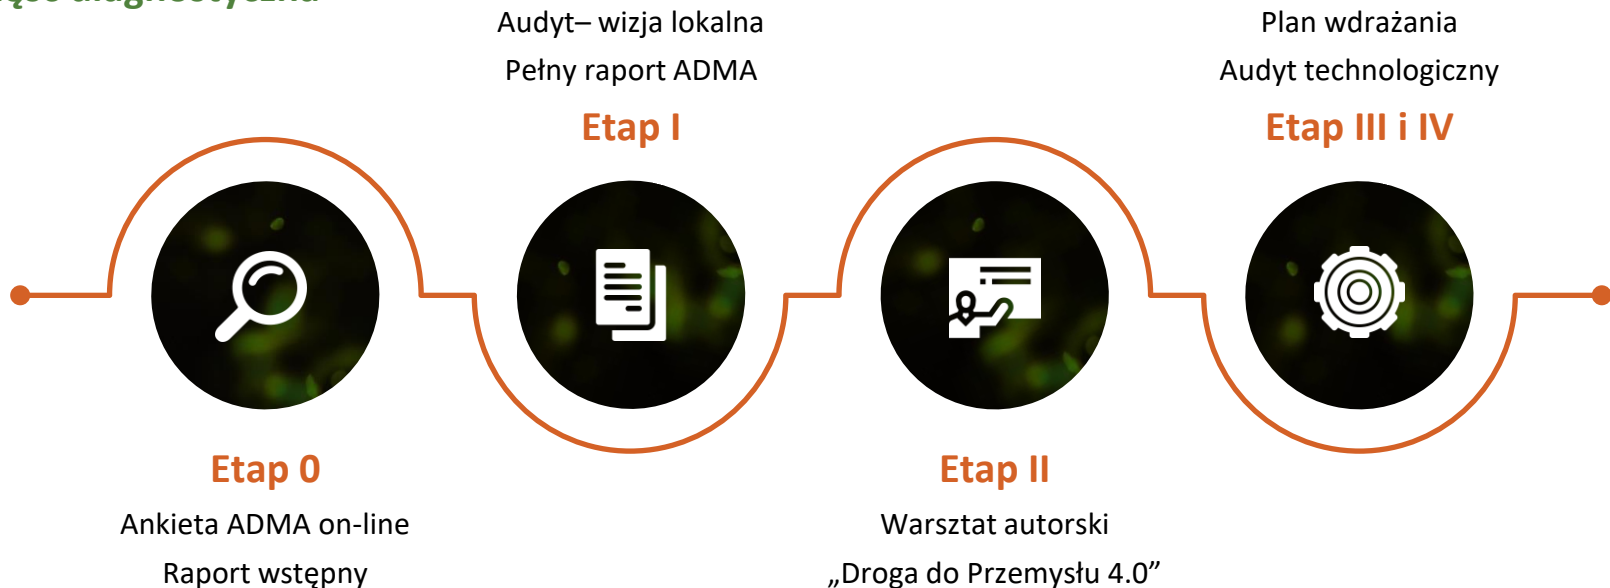 diagnostyczna
Audyt– wizja lokalna
Pełny raport ADMA
Etap I
Plan wdrażania
Audyt technologiczny
Etap III i IV
Etap 0
Ankieta ADMA on-line
Raport wstępny
Etap II
Warsztat autorski
„Droga do Przemysłu 4.0”